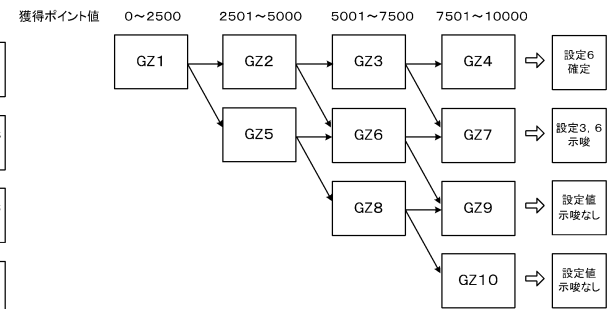 獲得ポイント値 0～2500 2501～5000 5001～7500 7501～10000
GZ1 GZ2 GZ3 GZ4 設定6
確定
GZ5 GZ6 GZ7 設定3, 6
示唆
GZ8 GZ9 設定値
示唆なし
GZ10 設定値
示唆なし